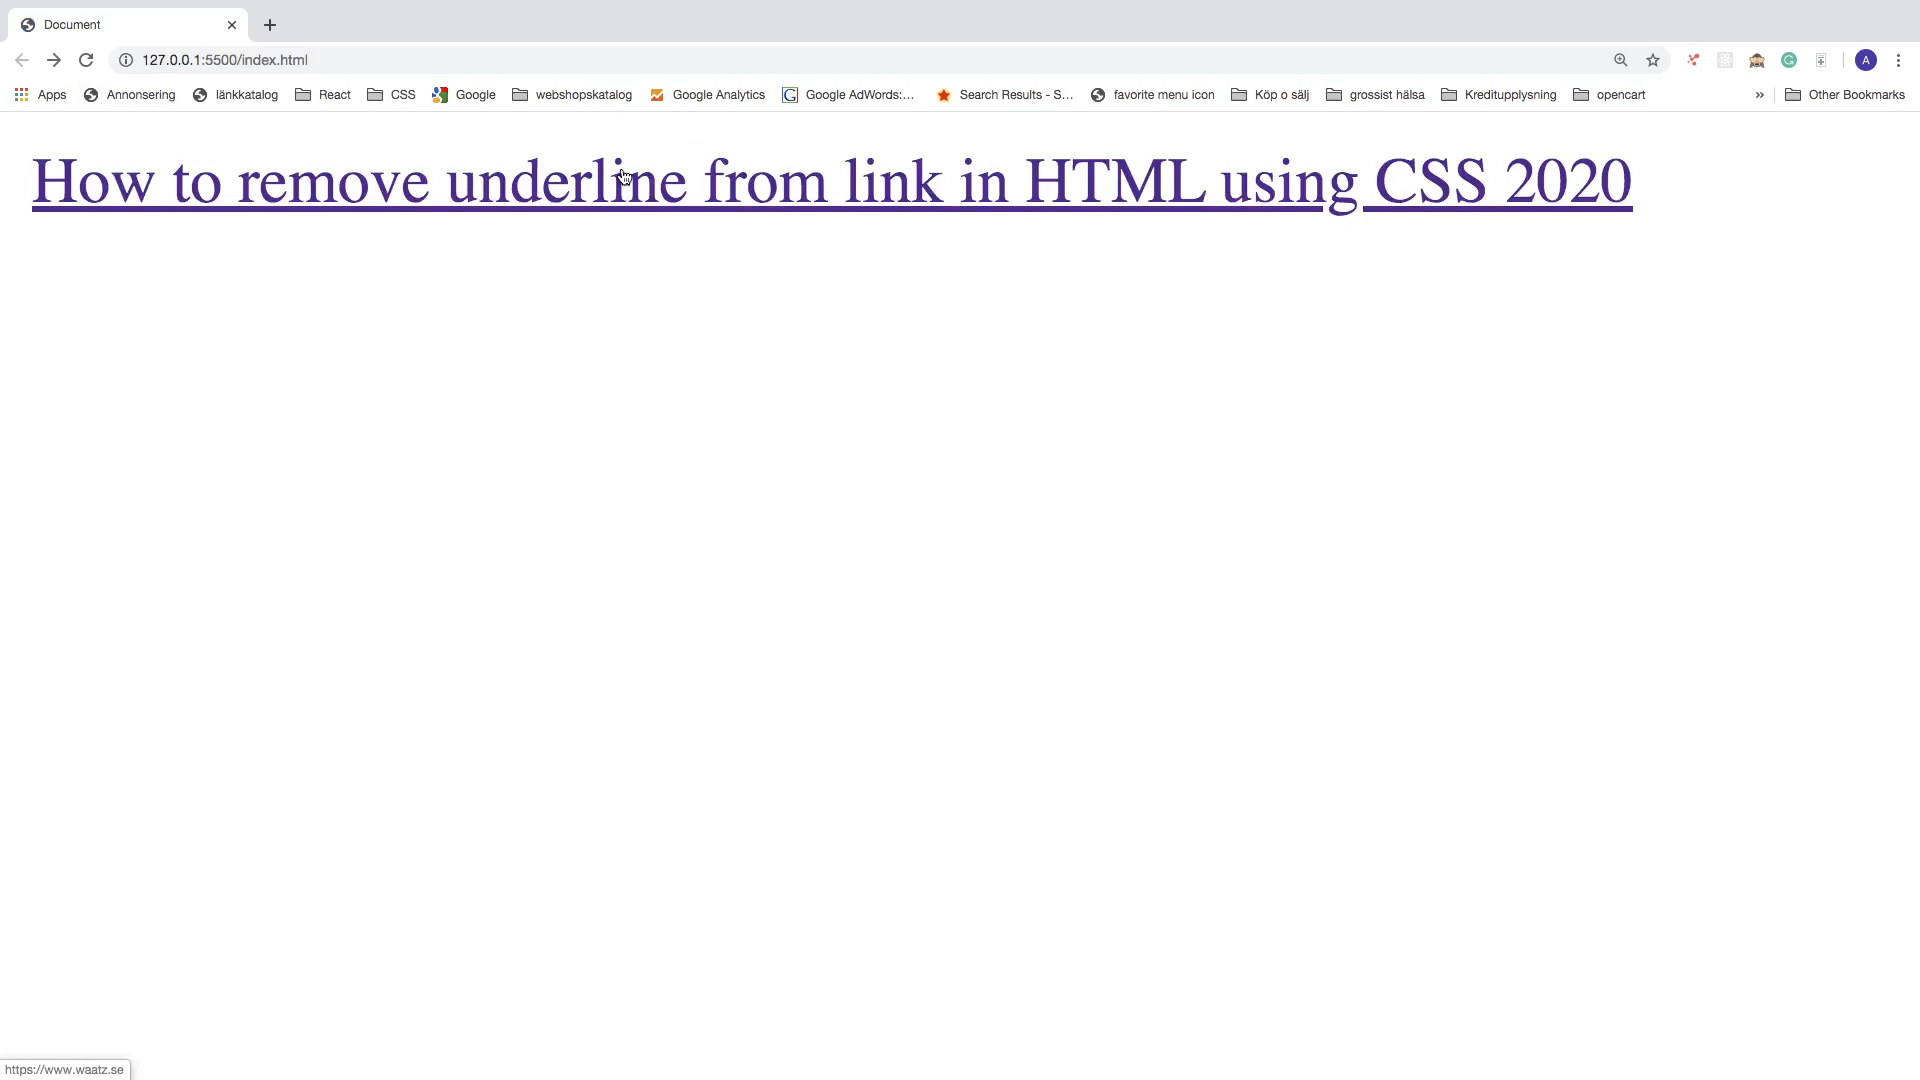 Document
127.0.0.1:5500/index.html
A
Apps Annonsering länkkatalog React CSS Google webshopskatalog Google Analytics Google AdWords:... Search Results - S... favorite menu icon Köp o sälj grossist hälsa Kreditupplysning opencart » Other Bookmarks
How to remove underline from link in HTML using CSS 2020
https://www.waatz.se